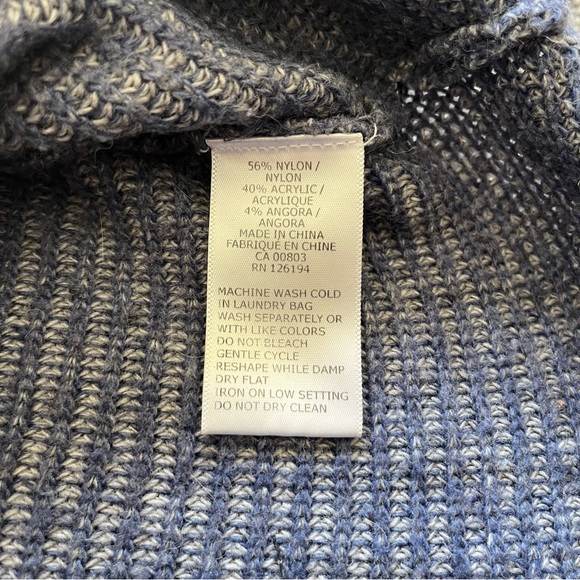 56% NYLON /
NYLON
40% ACRYLIC /
ACRYLIQUE
4% ANGORA /
ANGORA
MADE IN CHINA
FABRIQUÉ EN CHINE
CA 00803
RN 126194
MACHINE WASH COLD
IN LAUNDRY BAG
WASH SEPARATELY OR
WITH LIKE COLORS
DO NOT BLEACH
GENTLE CYCLE
RESHAPE WHILE DAMP
DRY FLAT
IRON ON LOW SETTING
DO NOT DRY CLEAN